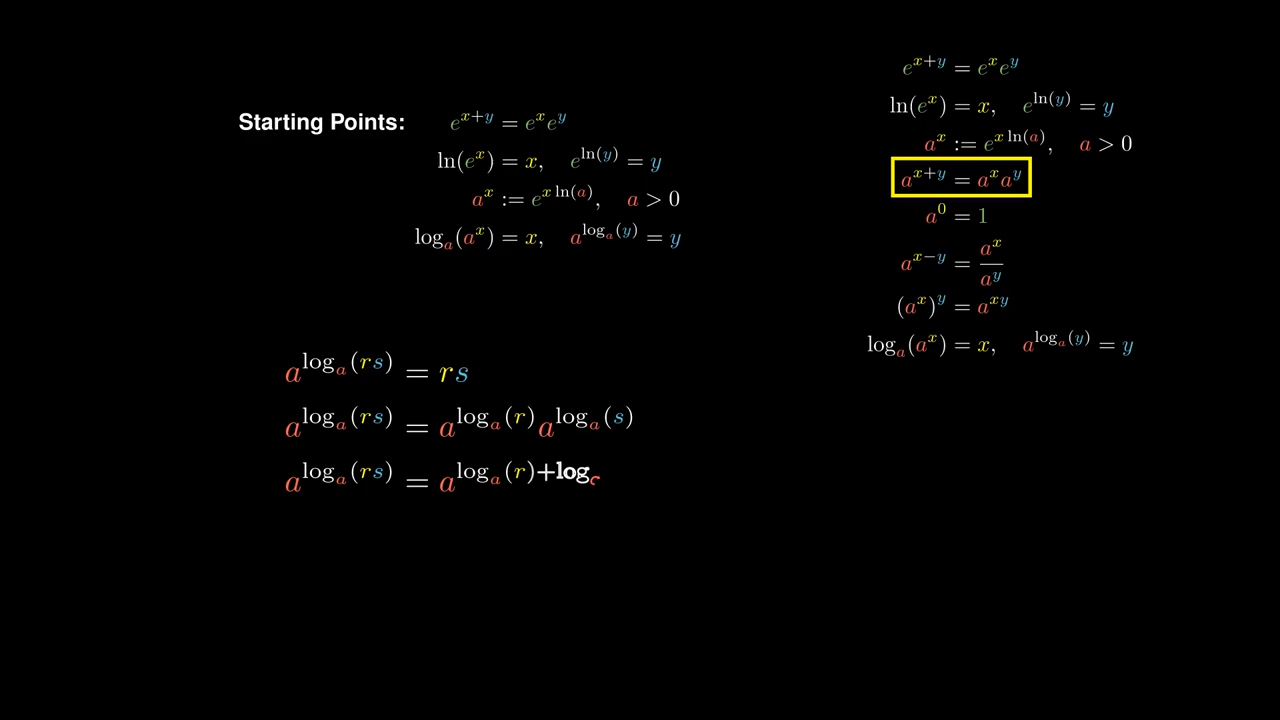 Starting Points: e^{x+y} = e^x e^y
ln(e^x) = x, e^{ln(y)} = y
a^x := e^{x ln(a)}, a > 0
log_a(a^x) = x, a^{log_a(y)} = y
a^{log_a(rs)} = rs
a^{log_a(rs)} = a^{log_a(r)} a^{log_a(s)}
a^{log_a(rs)} = a^{log_a(r)+log
e^{x+y} = e^x e^y
ln(e^x) = x, e^{ln(y)} = y
a^x := e^{x ln(a)}, a > 0
a^{x+y} = a^x a^y
a^0 = 1
a^{x-y} = \frac{a^x}{a^y}
(a^x)^y = a^{xy}
log_a(a^x) = x, a^{log_a(y)} = y